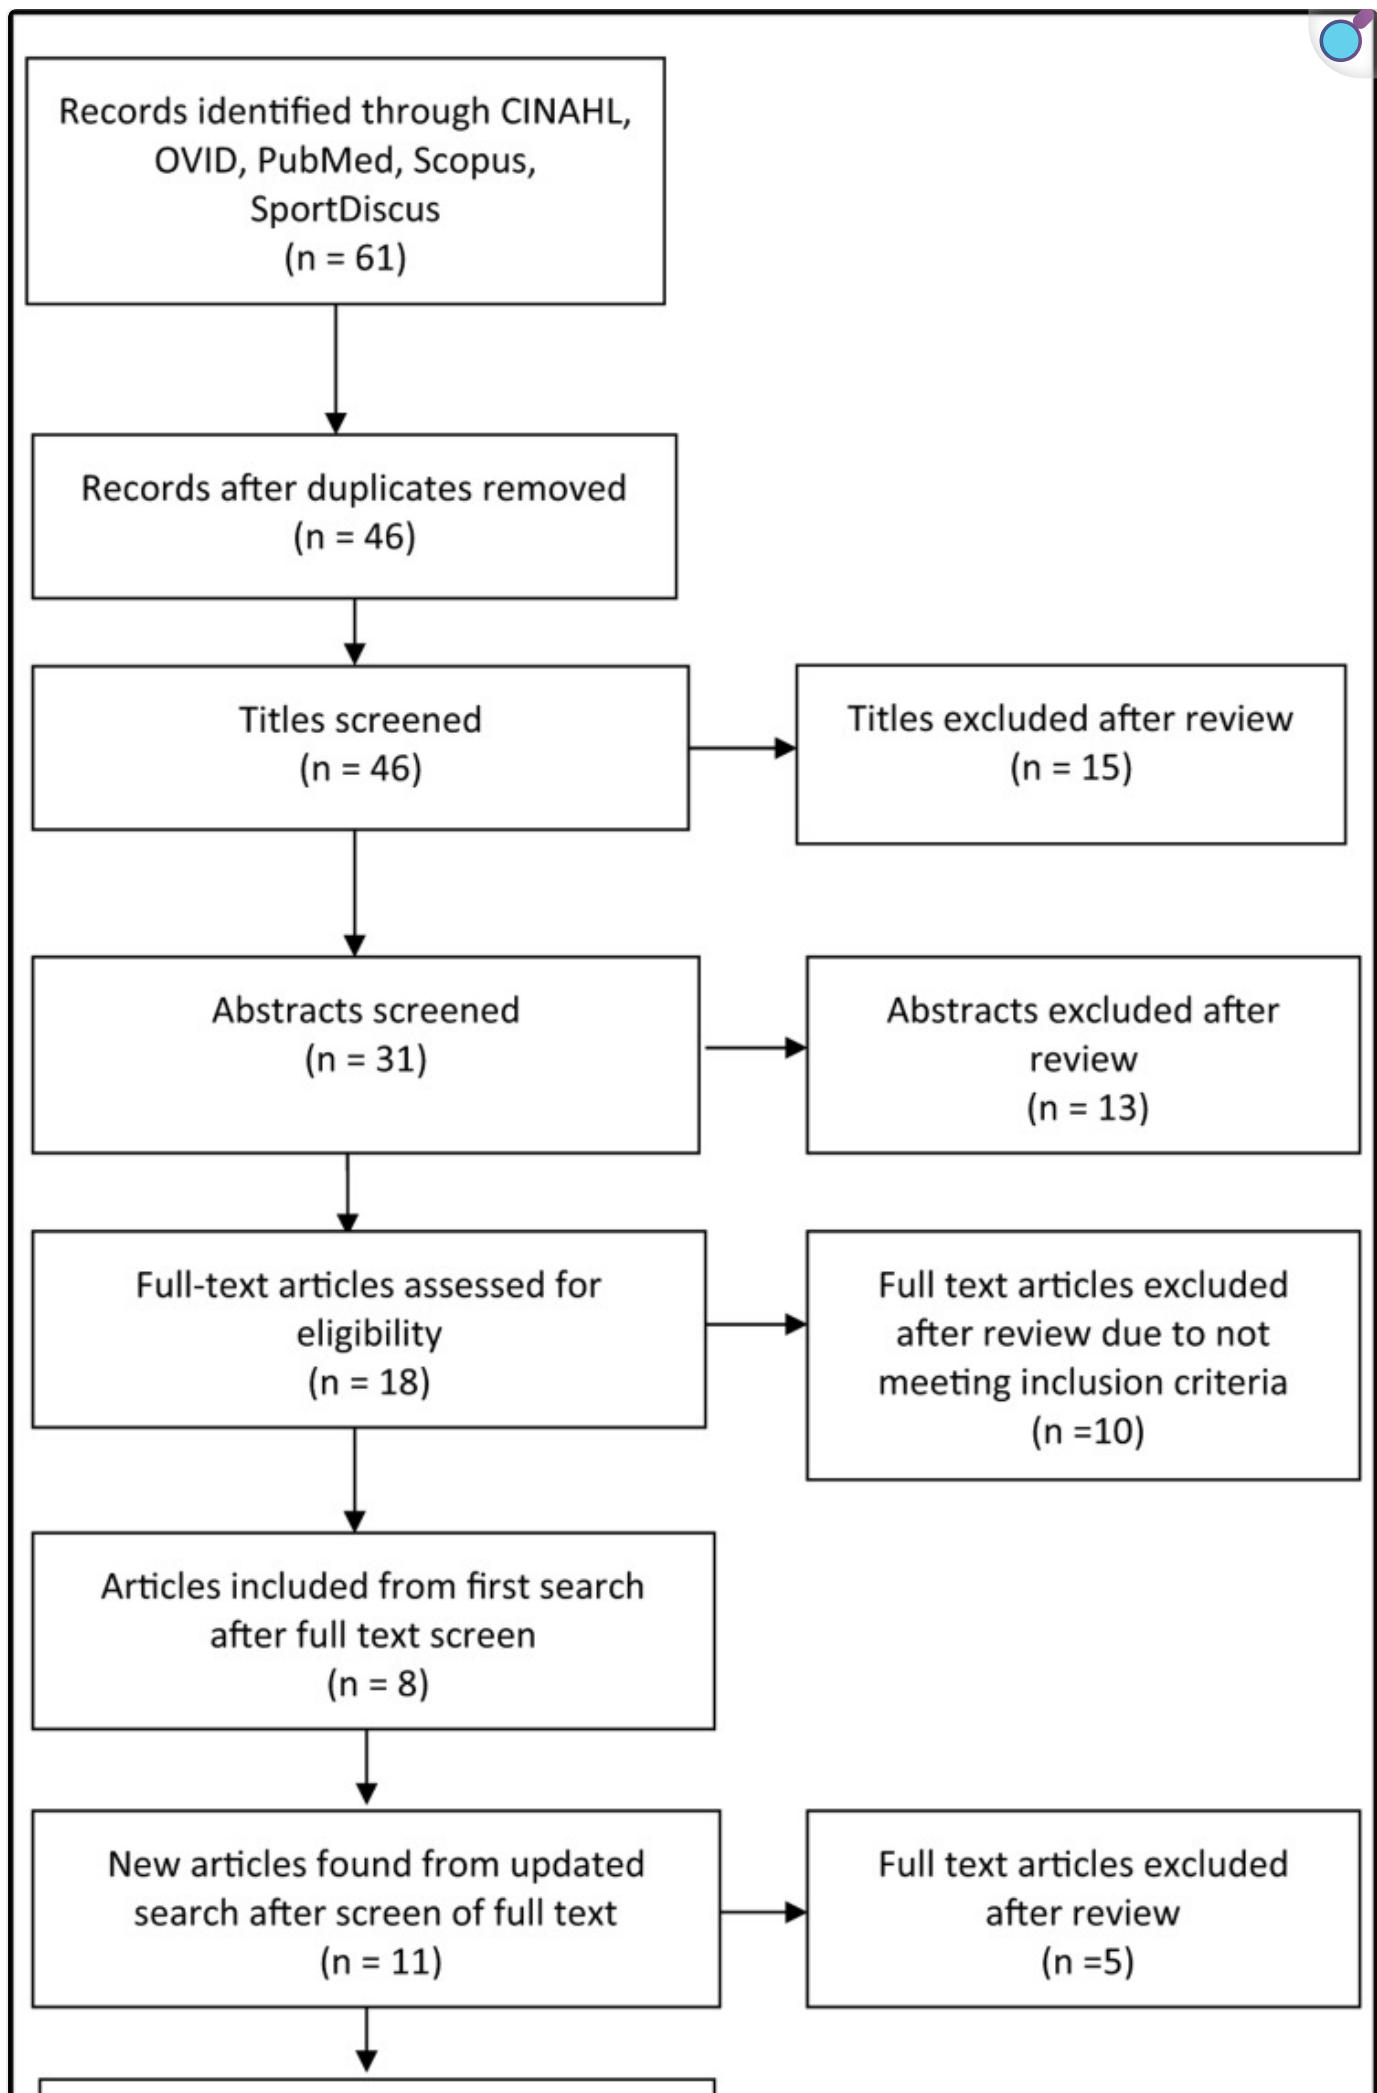 Records identified through CINAHL,
OVID, PubMed, Scopus,
SportDiscus
(n = 61)
Records after duplicates removed
(n = 46)
Titles screened
(n = 46)
Titles excluded after review
(n = 15)
Abstracts screened
(n = 31)
Abstracts excluded after
review
(n = 13)
Full-text articles assessed for
eligibility
(n = 18)
Full text articles excluded
after review due to not
meeting inclusion criteria
(n =10)
Articles included from first search
after full text screen
(n = 8)
New articles found from updated
search after screen of full text
(n = 11)
Full text articles excluded
after review
(n =5)